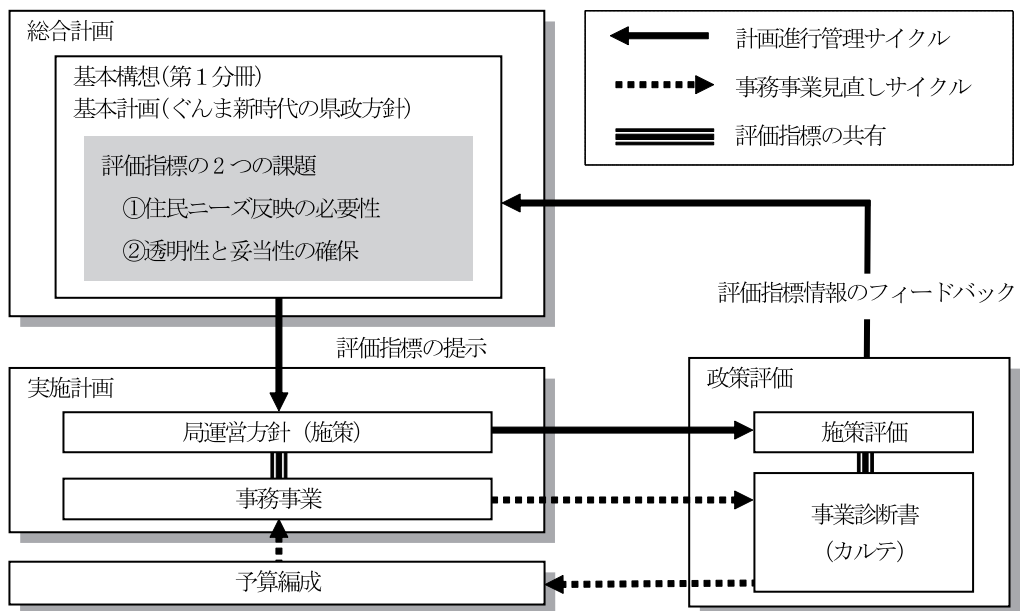 総合計画
基本構想(第1分冊)
基本計画(ぐんま新時代の県政方針)
評価指標の2つの課題
①住民ニーズ反映の必要性
②透明性と妥当性の確保
計画進行管理サイクル
事務事業見直しサイクル
評価指標の共有
評価指標情報のフィードバック
評価指標の提示
実施計画
局運営方針(施策)
事務事業
予算編成
政策評価
施策評価
事業診断書
(カルテ)